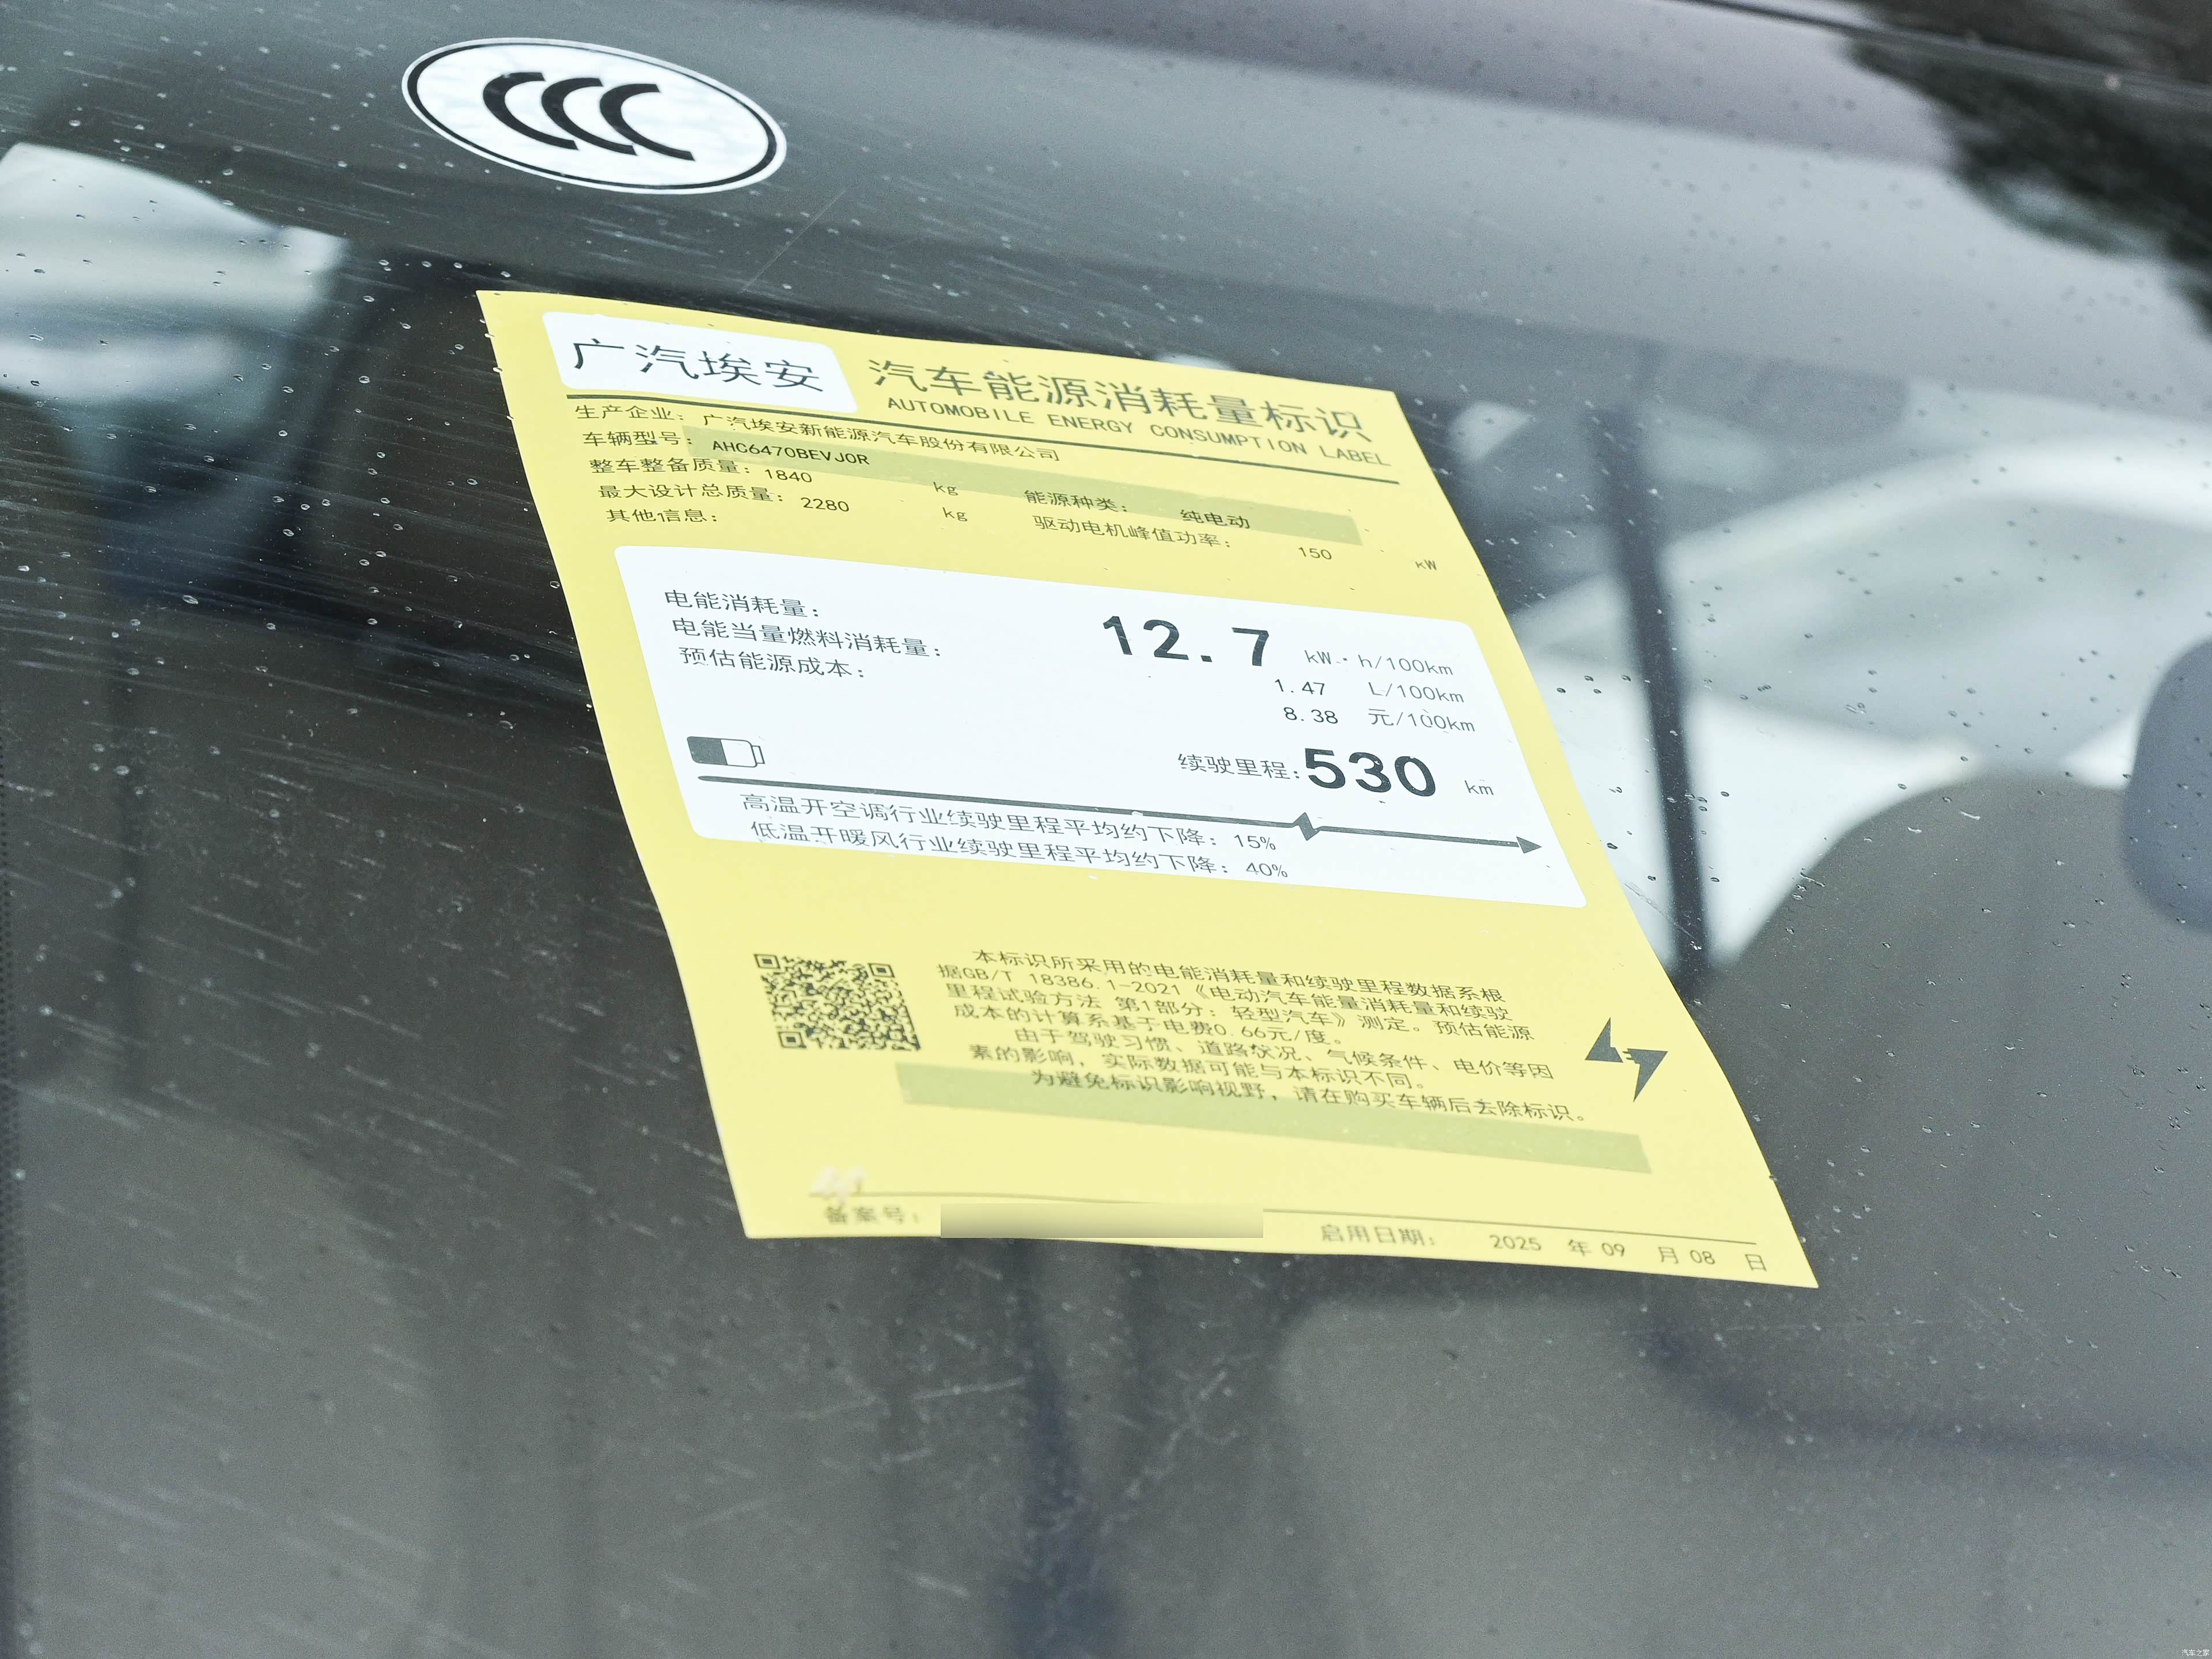 CCC
广汽埃安
汽车能源消耗量标识
AUTOMOBILE ENERGY CONSUMPTION LABEL
生产企业: 广汽埃安新能源汽车股份有限公司
车辆型号: AHC6470BEVJ0R
整车整备质量: 1840 kg 能源种类: 纯电动
最大设计总质量: 2280 kg 驱动电机峰值功率: 150 kW
其他信息:
电能消耗量: 12.7 kW·h/100km
电能当量燃料消耗量: 1.47 L/100km
预估能源成本: 8.38 元/100km
续驶里程: 530 km
高温开空调行业续驶里程平均约下降: 15%
低温开暖风行业续驶里程平均约下降: 40%
本标识所采用的电能消耗量和续驶里程数据系根
据GB/T 18386.1-2021《电动汽车能量消耗量和续驶
里程试验方法 第1部分: 轻型汽车》测定。预估能源
成本的计算系基于电费0.66元/度。
由于驾驶习惯、道路状况、气候条件、电价等因
素的影响, 实际数据可能与本标识不同。
为避免标识影响视野, 请在购买车辆后去除标识。
备案号:
启用日期: 2025 年 09 月 08 日
汽车之家